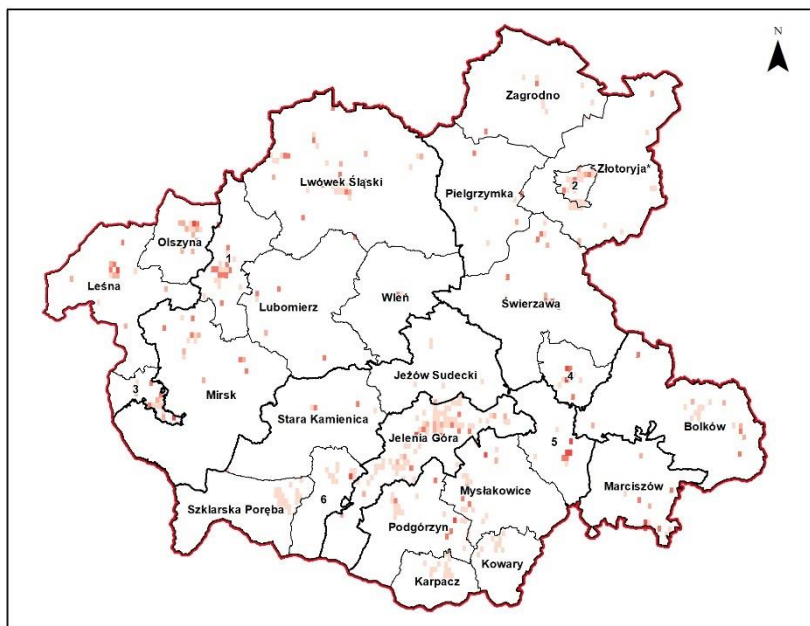 N
Zagrodno
Złotoryja*
Lwówek Śląski
Pielgrzymka
2
Olszyna
1
Leśna
Lubomierz
Wleń
Świerzawa
Jeżów Sudecki
4
3
Mirsk
Stara Kamienica
Jelenia Góra
Bolków
5
Mysłakowice
Marciszów
6
Szklarska Poręba
Podgórzyn
Kowary
Karpacz